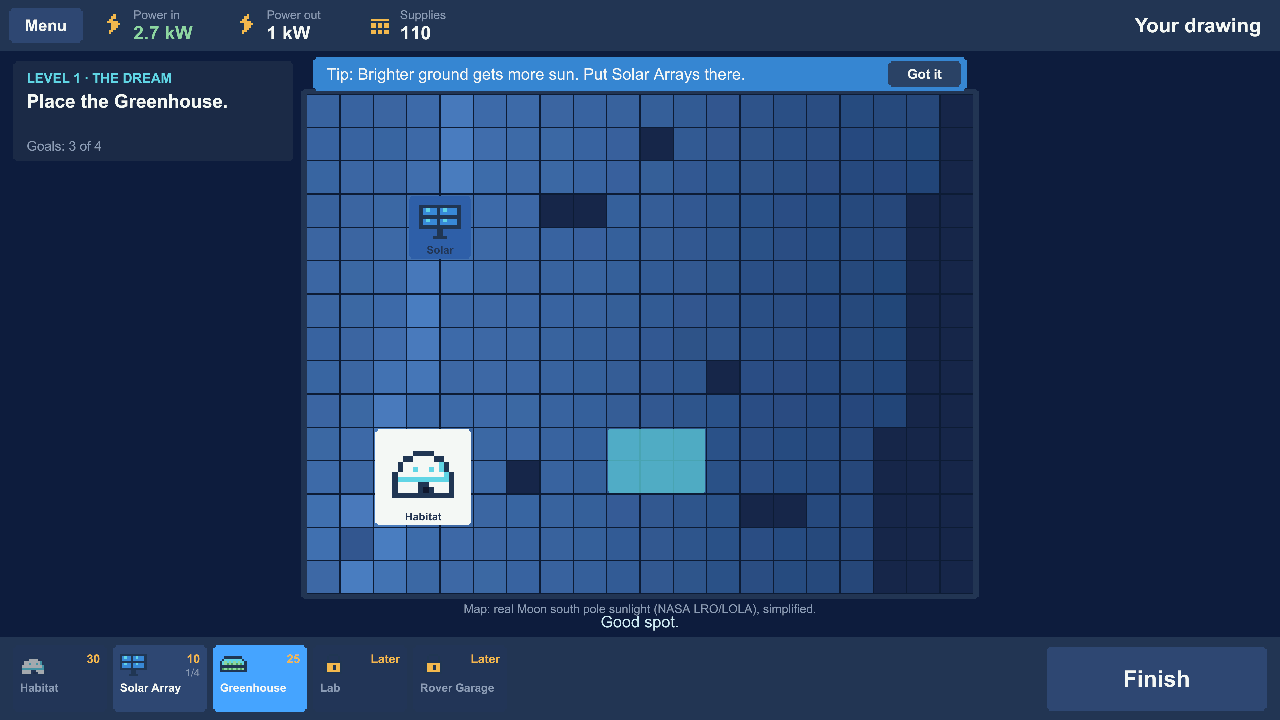 Menu
Power in
2.7 kW
Power out
1 kW
Supplies
110
Your drawing
LEVEL 1 · THE DREAM
Place the Greenhouse.
Goals: 3 of 4
Tip: Brighter ground gets more sun. Put Solar Arrays there.
Got it
Solar
Habitat
Map: real Moon south pole sunlight (NASA LRO/LOLA), simplified.
Good spot.
30
Habitat
10
1/4
Solar Array
25
Greenhouse
Later
Lab
Later
Rover Garage
Finish